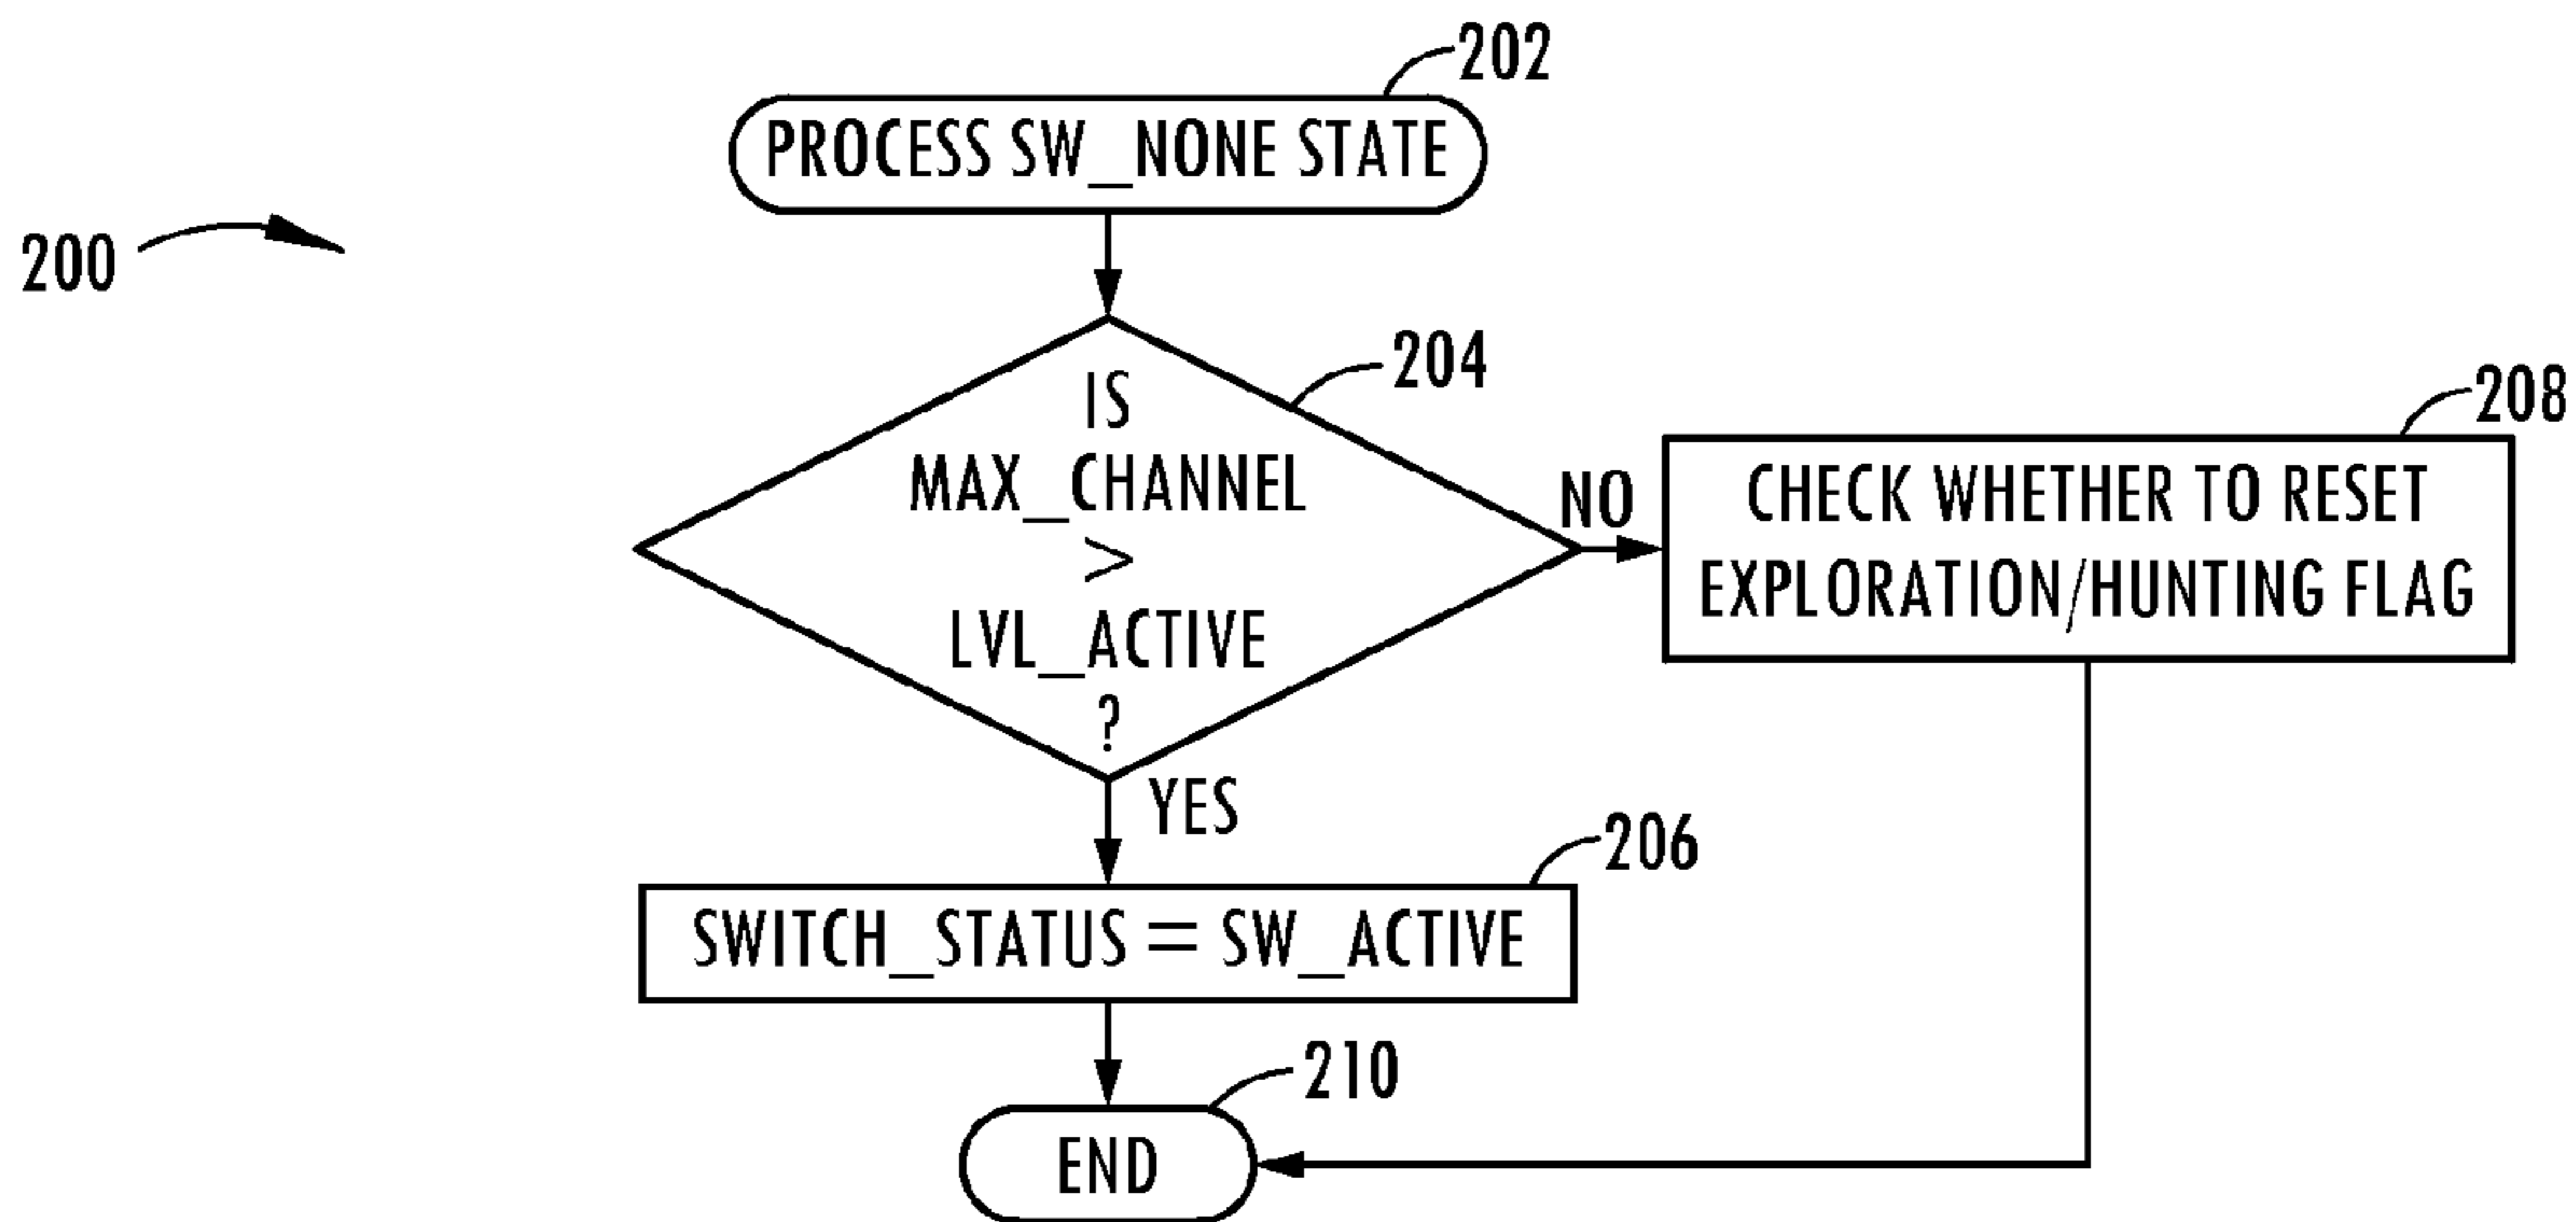 202
PROCESS SW_NONE STATE
200
204
IS
MAX_CHANNEL
>
LVL_ACTIVE
?
NO
208
CHECK WHETHER TO RESET
EXPLORATION/HUNTING FLAG
YES
206
SWITCH_STATUS = SW_ACTIVE
210
END